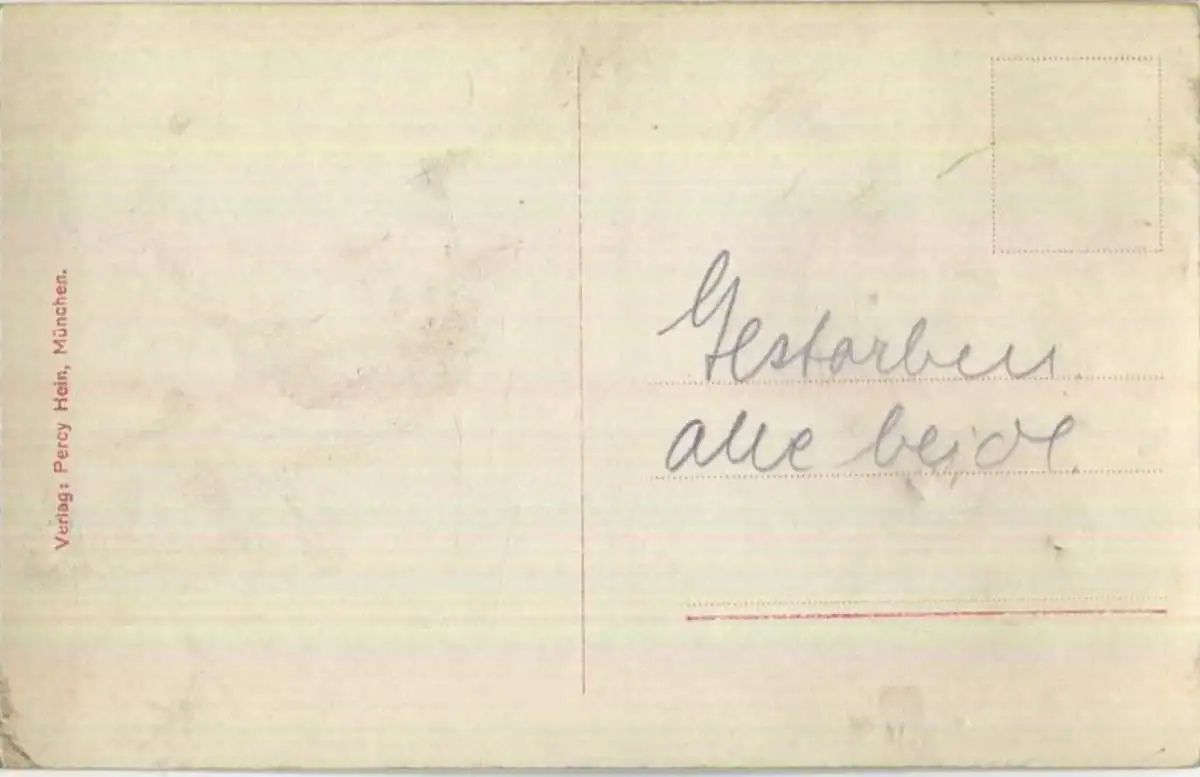 Verlag: Percy Hein, München.
Gestorben
alle beide.